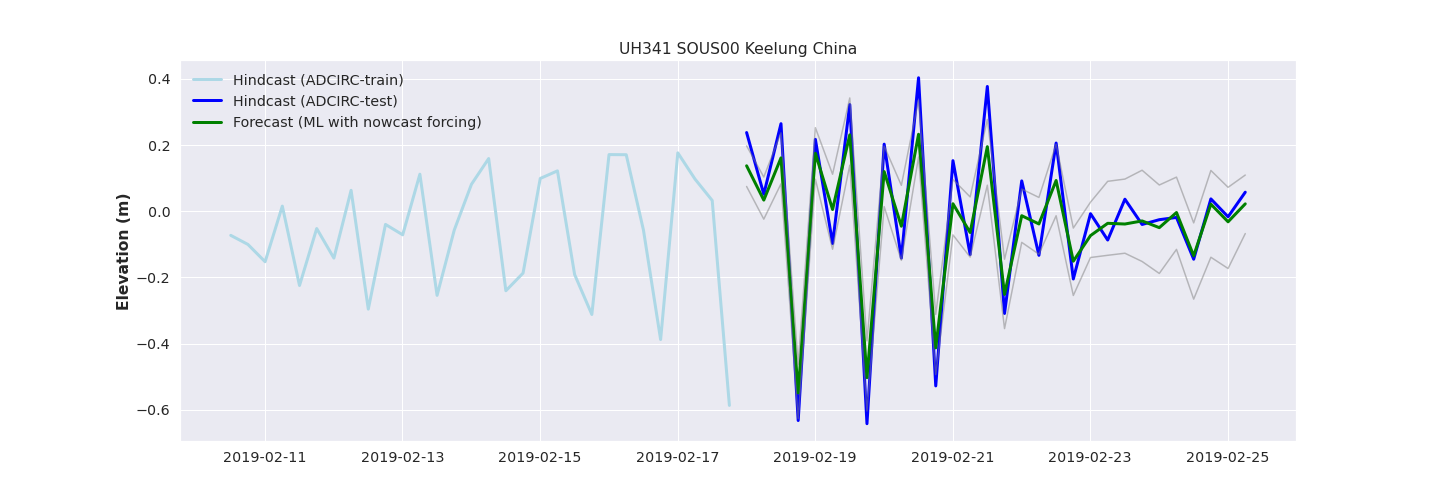 UH341 SOUS00 Keelung China
Hindcast (ADCIRC-train)
Hindcast (ADCIRC-test)
Forecast (ML with nowcast forcing)
Elevation (m)
0.4
0.2
0.0
−0.2
−0.4
−0.6
2019-02-11
2019-02-13
2019-02-15
2019-02-17
2019-02-19
2019-02-21
2019-02-23
2019-02-25